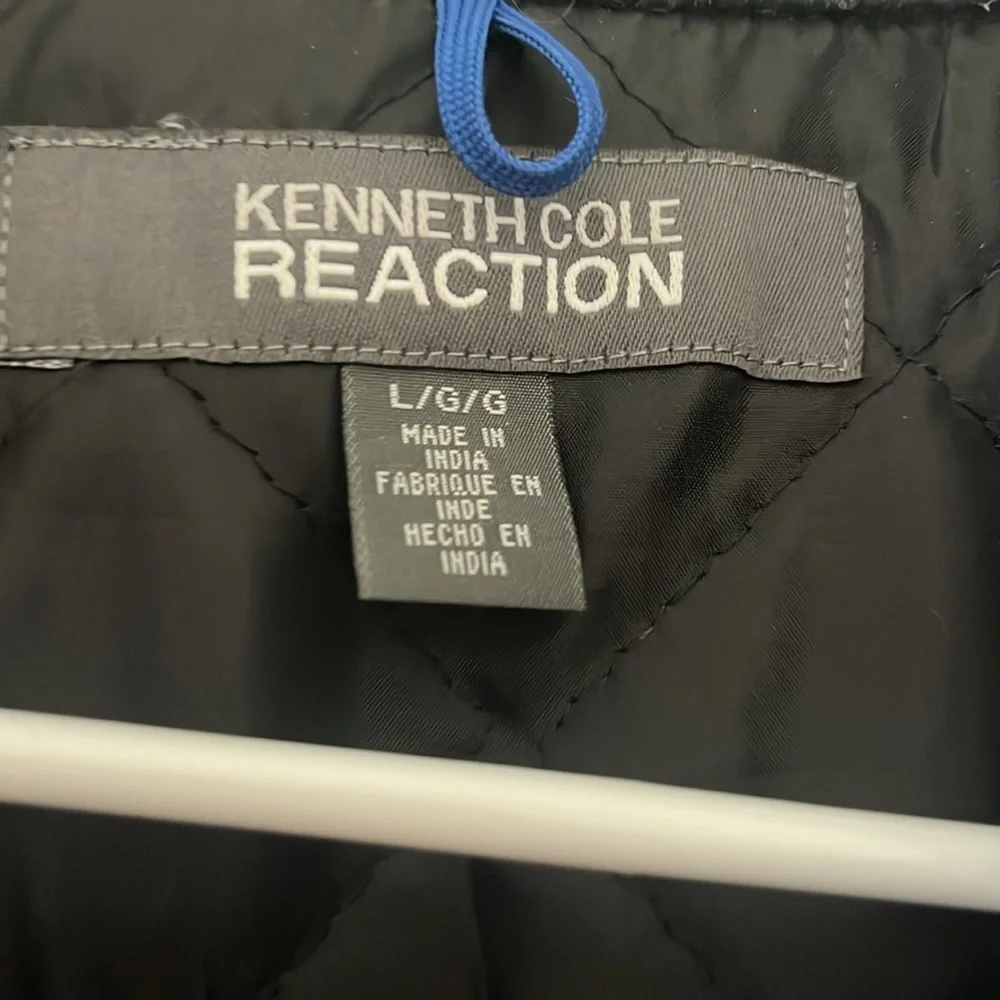 KENNETH COLE
REACTION
L/G/G
MADE IN
INDIA
FABRIQUE EN
INDE
HECHO EN
INDIA